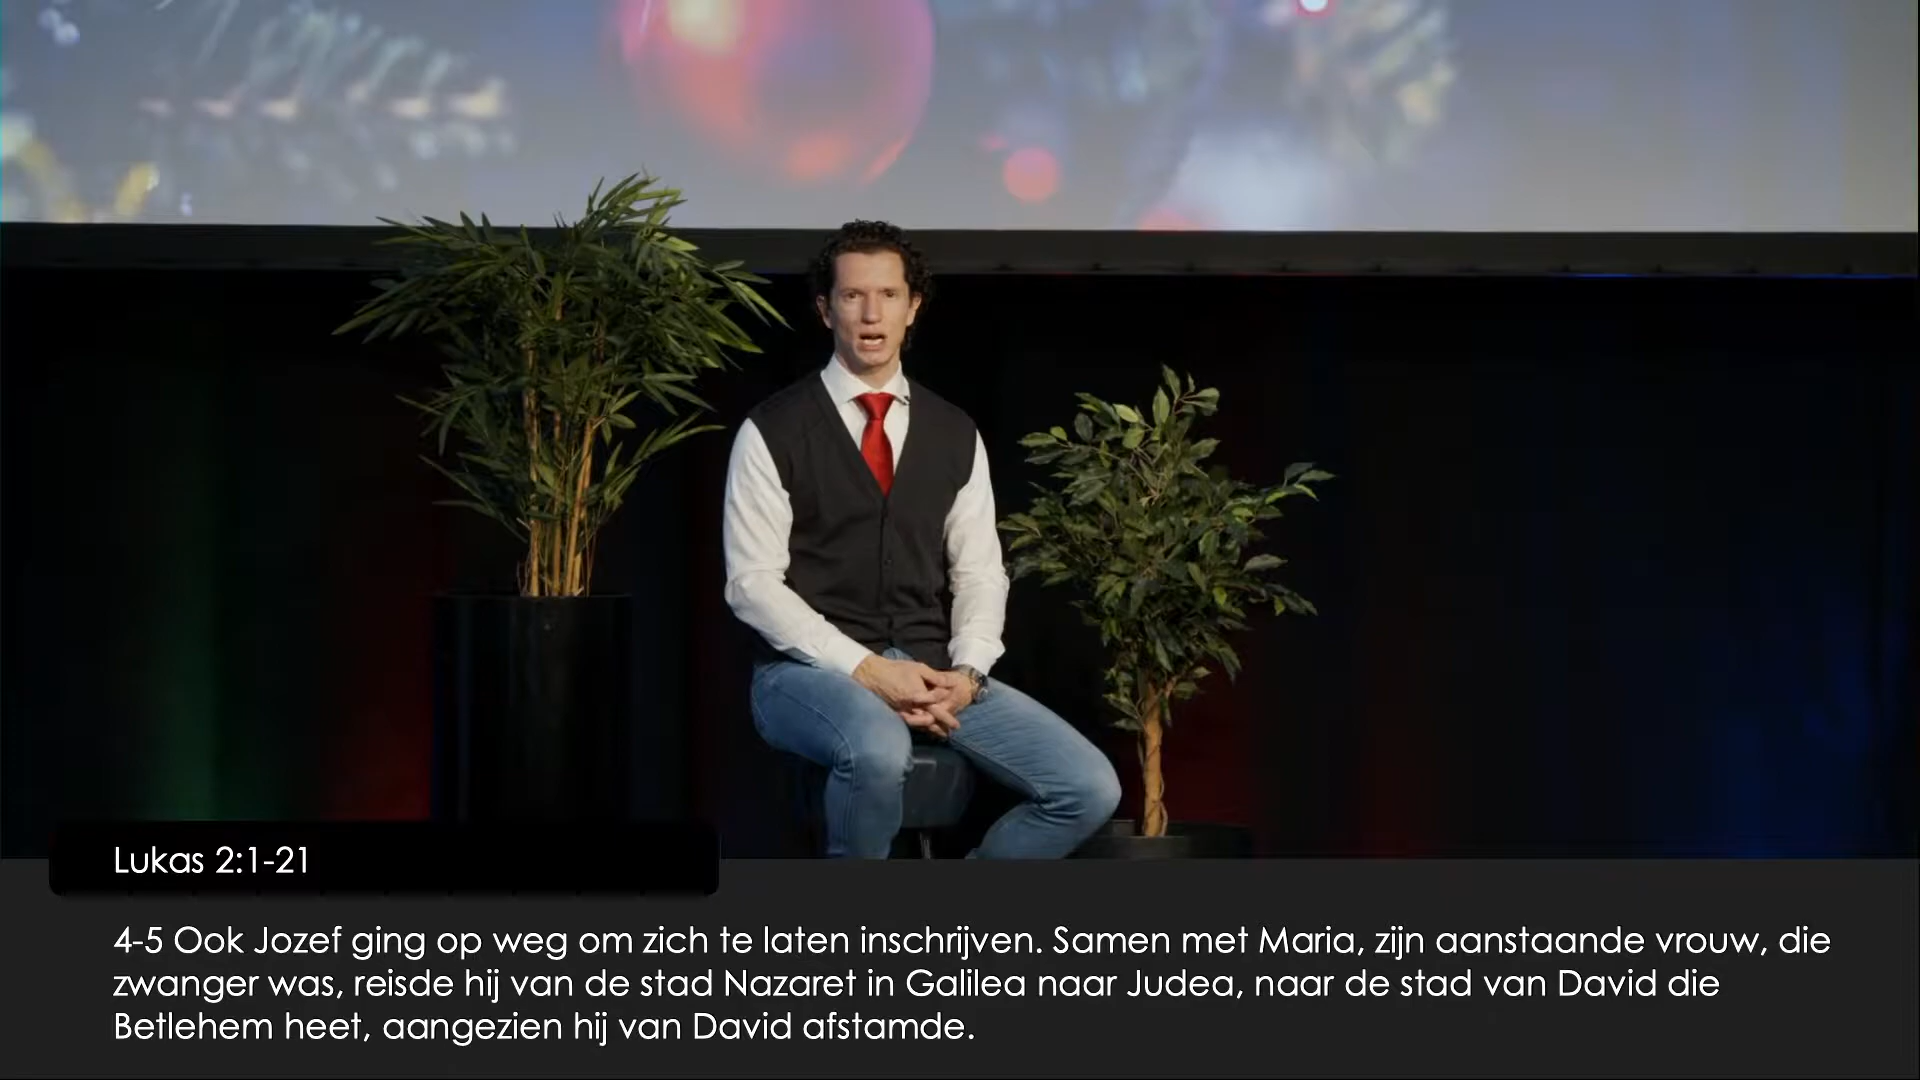 Lukas 2:1-21
4-5 Ook Jozef ging op weg om zich te laten inschrijven. Samen met Maria, zijn aanstaande vrouw, die
zwanger was, reisde hij van de stad Nazaret in Galilea naar Judea, naar de stad van David die
Betlehem heet, aangezien hij van David afstamde.